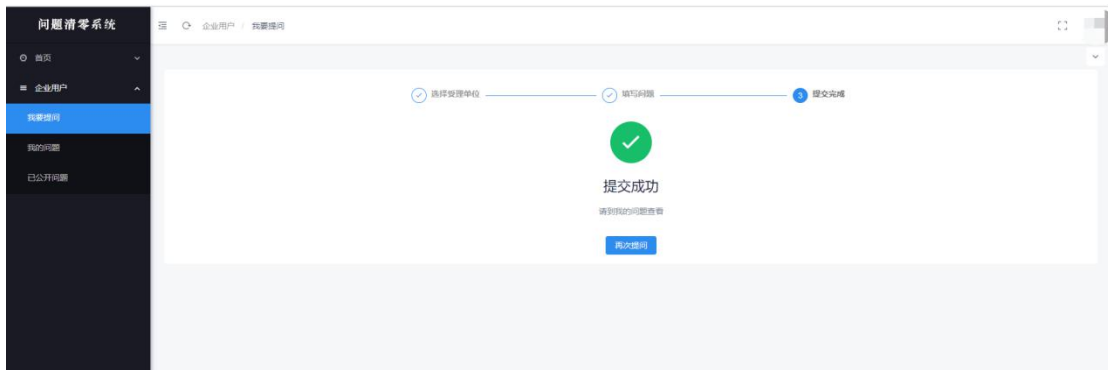 问题清零系统
企业用户 / 我要提问
首页
企业用户
我要提问
我的问题
已公开问题
选择受理单位
填写问题
3 提交完成
提交成功
请到我的问题查看
再次提问